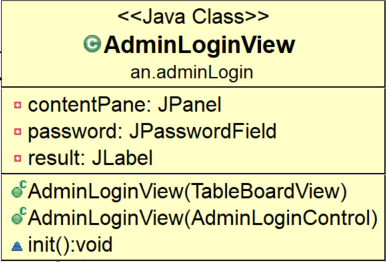 <<Java Class>>
AdminLoginView
an.adminLogin
contentPane: JPanel
password: JPasswordField
result: JLabel
AdminLoginView(TableBoardView)
AdminLoginView(AdminLoginControl)
init():void